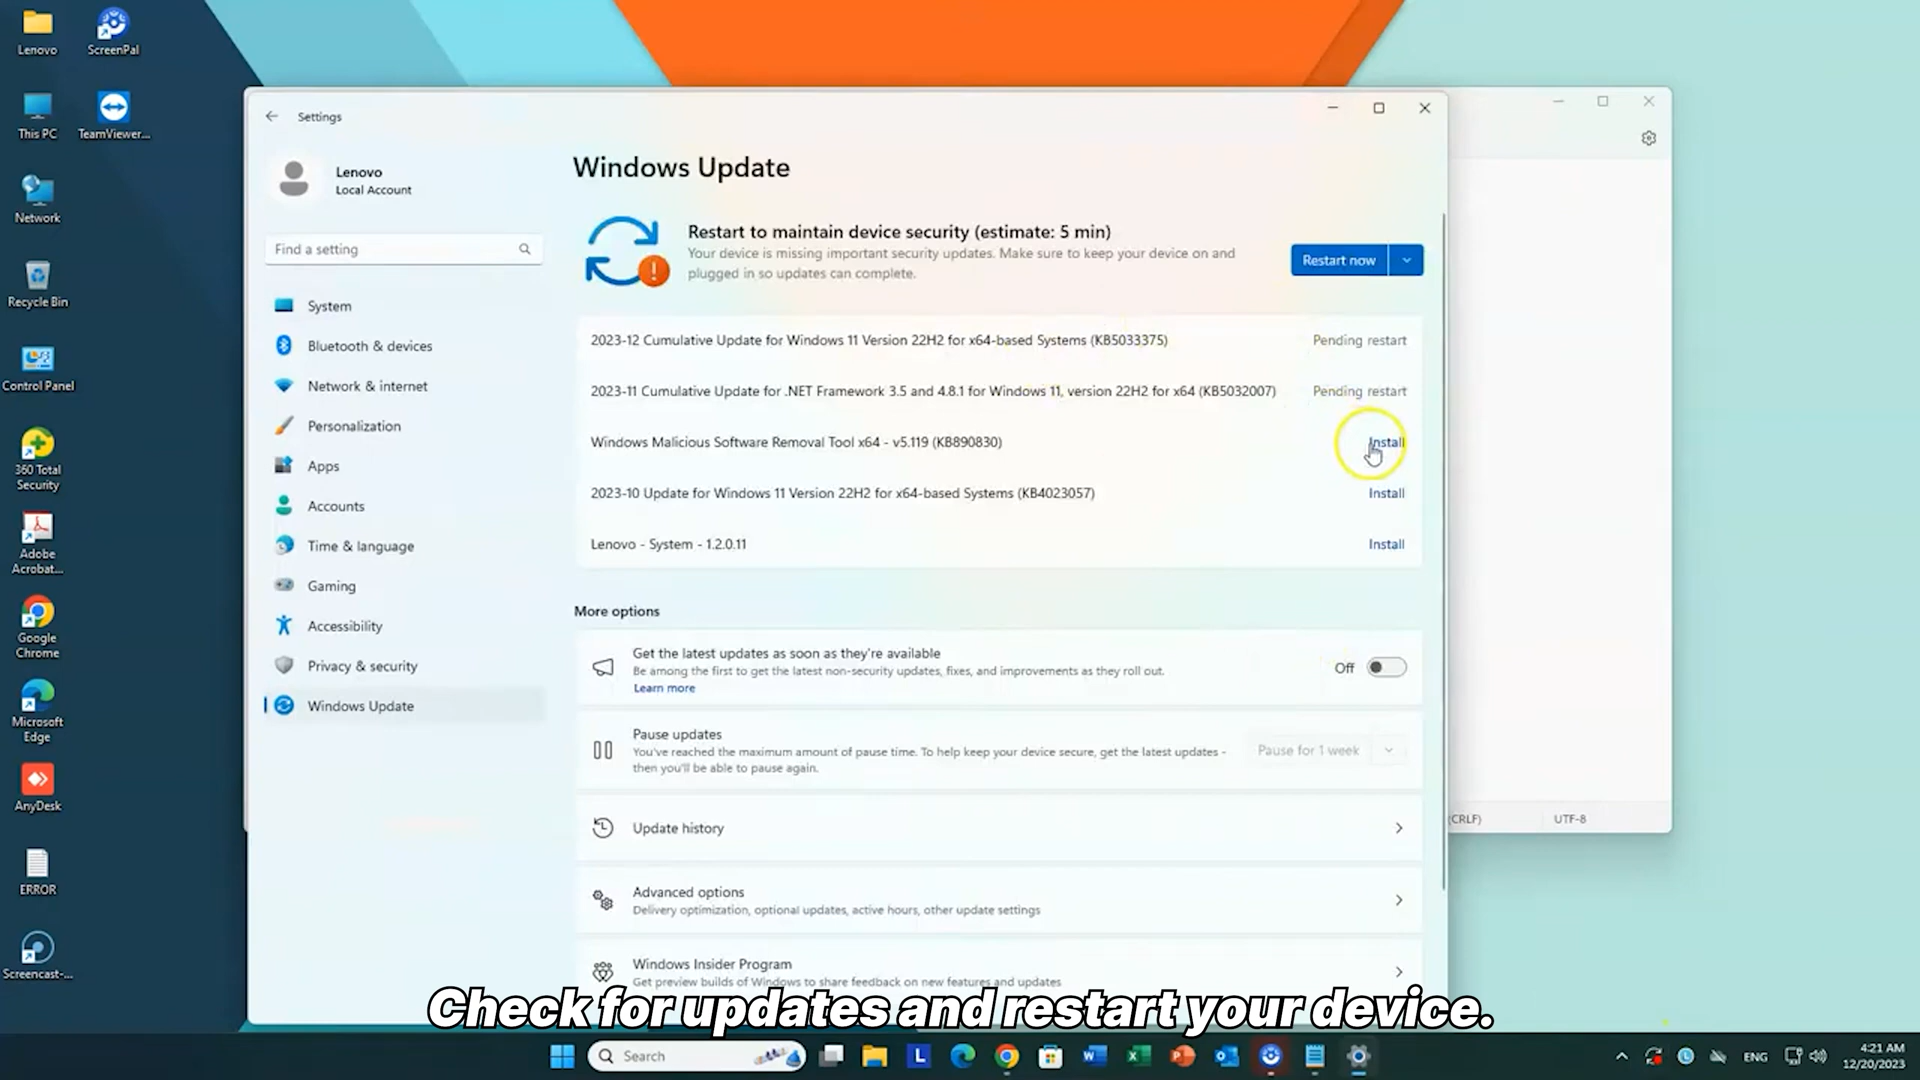 Lenovo
ScreenPal
This PC
TeamViewer...
Network
Recycle Bin
Control Panel
360 Total
Security
Adobe
Acrobat...
Google
Chrome
Microsoft
Edge
AnyDesk
ERROR
Screencast-...
Settings
Lenovo
Local Account
Find a setting
System
Bluetooth & devices
Network & internet
Personalization
Apps
Accounts
Time & language
Gaming
Accessibility
Privacy & security
Windows Update
Windows Update
Restart to maintain device security (estimate: 5 min)
Your device is missing important security updates. Make sure to keep your device on and
plugged in so updates can complete.
Restart now
2023-12 Cumulative Update for Windows 11 Version 22H2 for x64-based Systems (KB5033375)
Pending restart
2023-11 Cumulative Update for .NET Framework 3.5 and 4.8.1 for Windows 11, version 22H2 for x64 (KB5032007)
Pending restart
Windows Malicious Software Removal Tool x64 - v5.119 (KB890830)
Install
2023-10 Update for Windows 11 Version 22H2 for x64-based Systems (KB4023057)
Install
Lenovo - System - 1.2.0.11
Install
More options
Get the latest updates as soon as they're available
Be among the first to get the latest non-security updates, fixes, and improvements as they roll out.
Learn more
Off
Pause updates
You've reached the maximum amount of pause time. To help keep your device secure, get the latest updates -
then you'll be able to pause again.
Pause for 1 week
Update history
Advanced options
Delivery optimization, optional updates, active hours, other update settings
Windows Insider Program
Get preview builds of Windows to share feedback on new features and updates
(CRLF)
UTF-8
Check for updates and restart your device.
Search
L
ENG
4:21 AM
12/20/2023